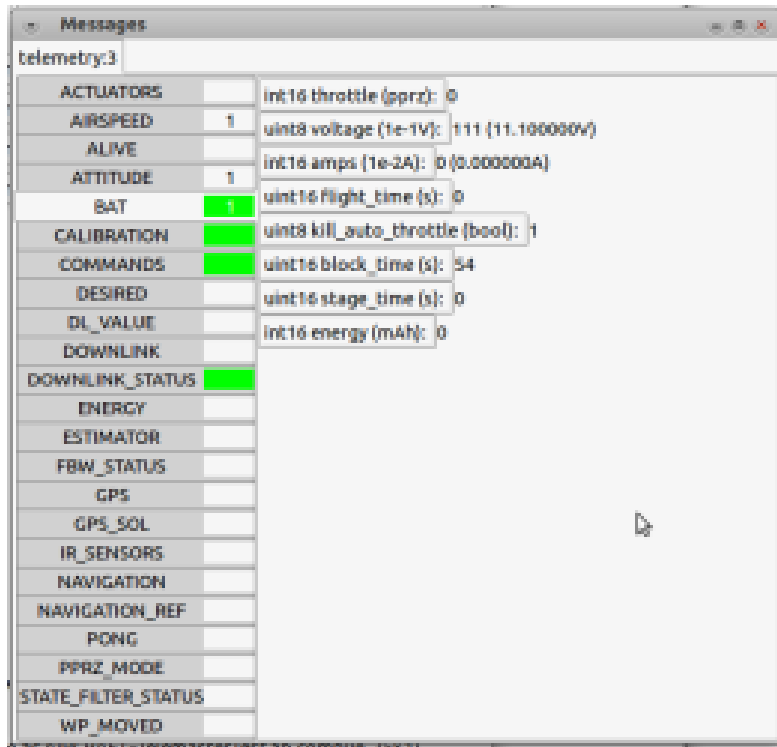 Messages
telemetry:3
ACTUATORS
AIRSPEED 1
ALIVE
ATTITUDE 1
BAT 1
CALIBRATION
COMMANDS
DESIRED
DL_VALUE
DOWNLINK
DOWNLINK_STATUS
ENERGY
ESTIMATOR
FBW_STATUS
GPS
GPS_SOL
IR_SENSORS
NAVIGATION
NAVIGATION_REF
PONG
PPRZ_MODE
STATE_FILTER_STATUS
WP_MOVED
int16 throttle (pprz): 0
uint8 voltage (1e-1V): 111 (11.100000V)
int16 amps (1e-2A): 0 (0.000000A)
uint16 flight_time (s): 0
uint8 kill_auto_throttle (bool): 1
uint16 block_time (s): 54
uint16 stage_time (s): 0
int16 energy (mAh): 0